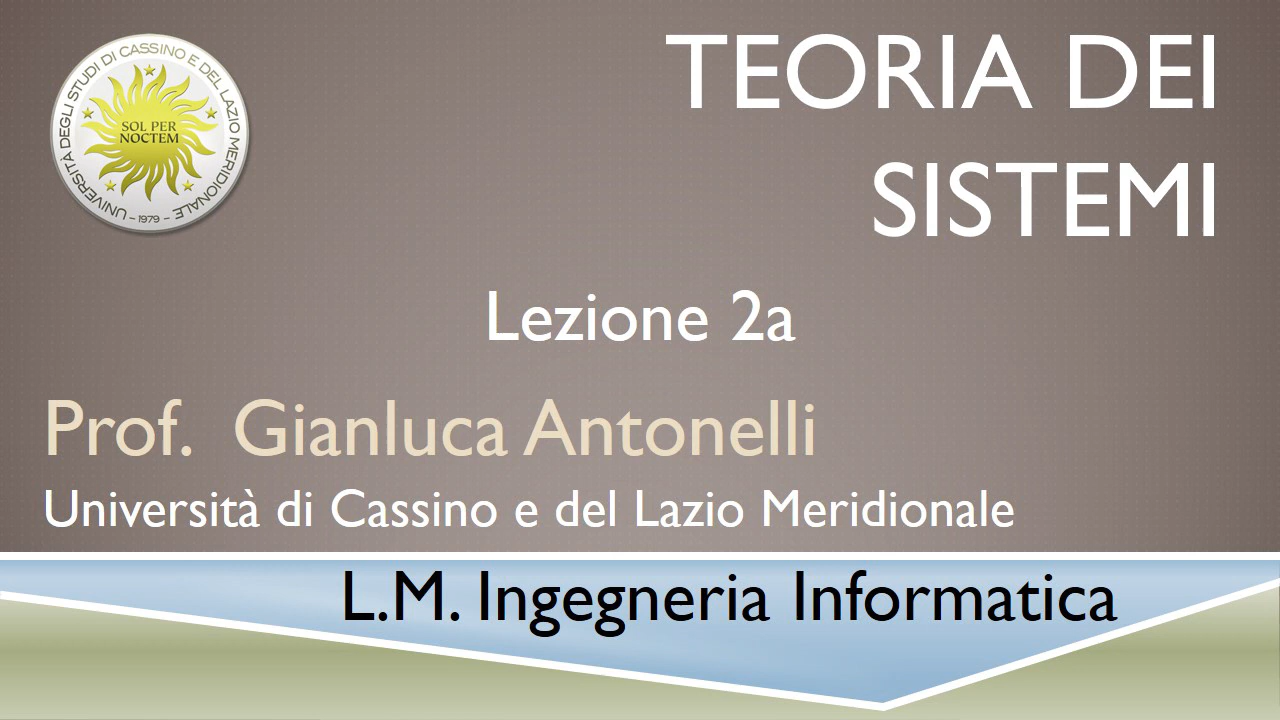 UNIVERSITÀ DEGLI STUDI DI CASSINO E DEL LAZIO MERIDIONALE
SOL PER
NOCTEM
– 1979 –
TEORIA DEI
SISTEMI
Lezione 2a
Prof. Gianluca Antonelli
Università di Cassino e del Lazio Meridionale
L.M. Ingegneria Informatica